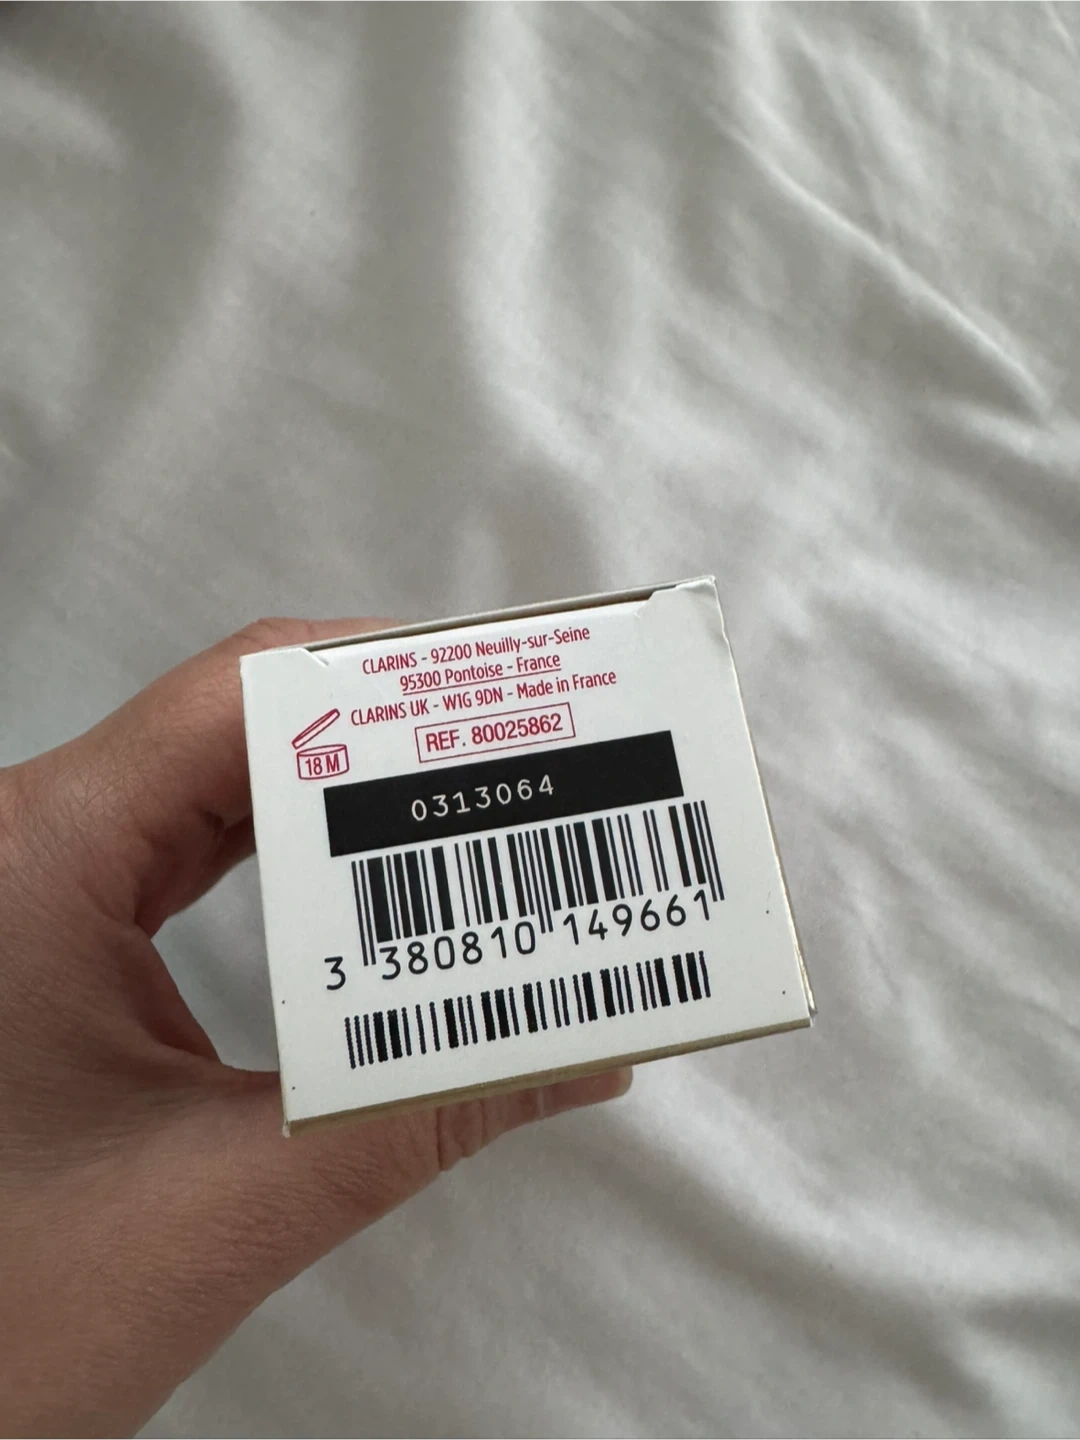 CLARINS - 92200 Neuilly-sur-Seine
95300 Pontoise - France
CLARINS UK - W1G 9DN - Made in France
18 M
REF. 80025862
0313064
3 380810 149661